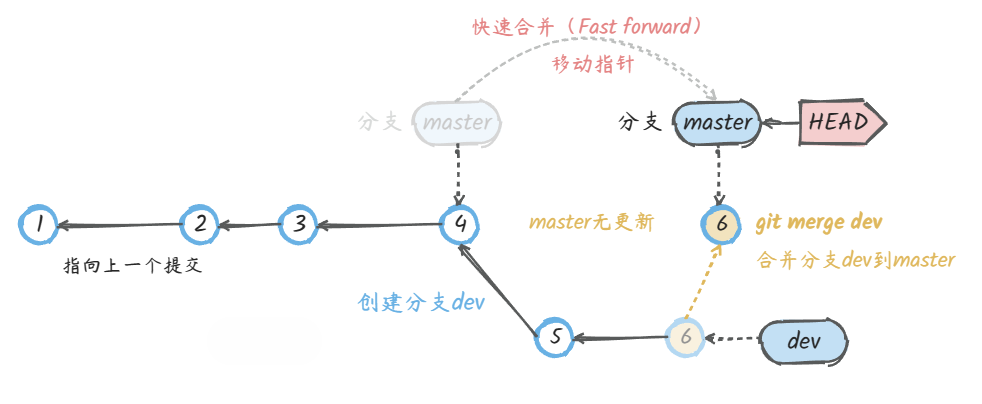 快速合并（Fast forward）
移动指针
分支 master
分支 master
HEAD
1
2
3
4
master无更新
6
git merge dev
指向上一个提交
合并分支dev到master
创建分支dev
5
6
dev